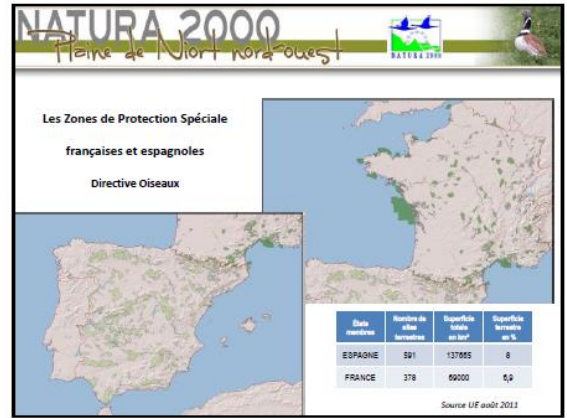 NATURA 2000
Plaine de Niort nord-ouest
NATURA 2000
Les Zones de Protection Spéciale
françaises et espagnoles
Directive Oiseaux
États membres | Nombre de sites terrestres | Superficie totale en km² | Superficie terrestre en %
ESPAGNE | 591 | 137665 | 8
FRANCE | 378 | 69000 | 6,9
Source UE août 2011